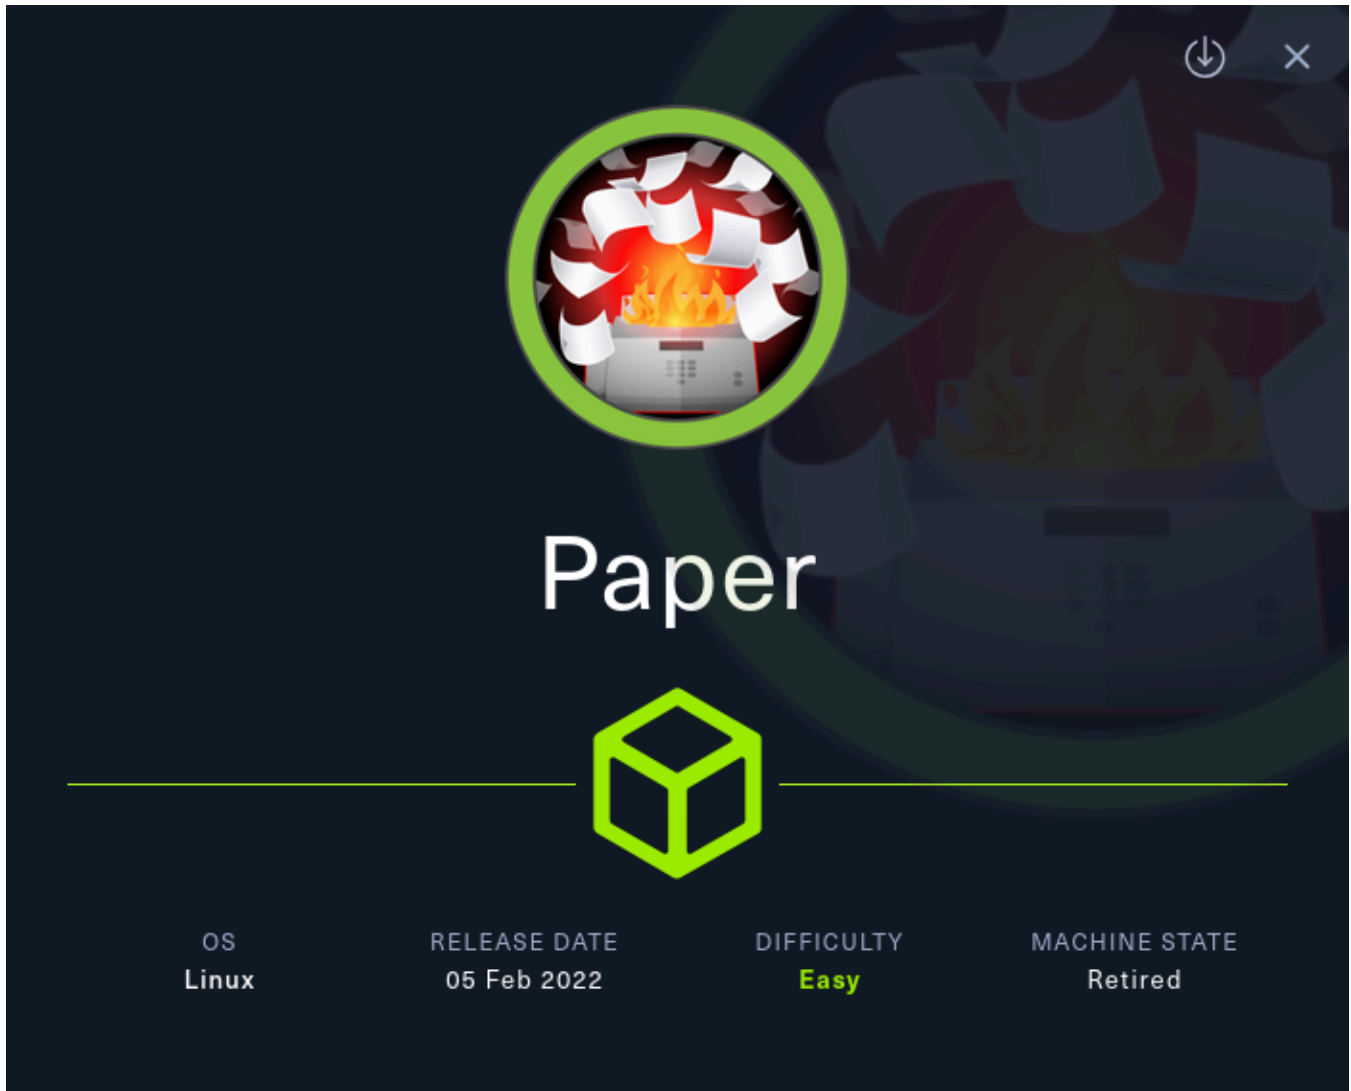 Paper
OS
RELEASE DATE
DIFFICULTY
MACHINE STATE
Linux
05 Feb 2022
Easy
Retired